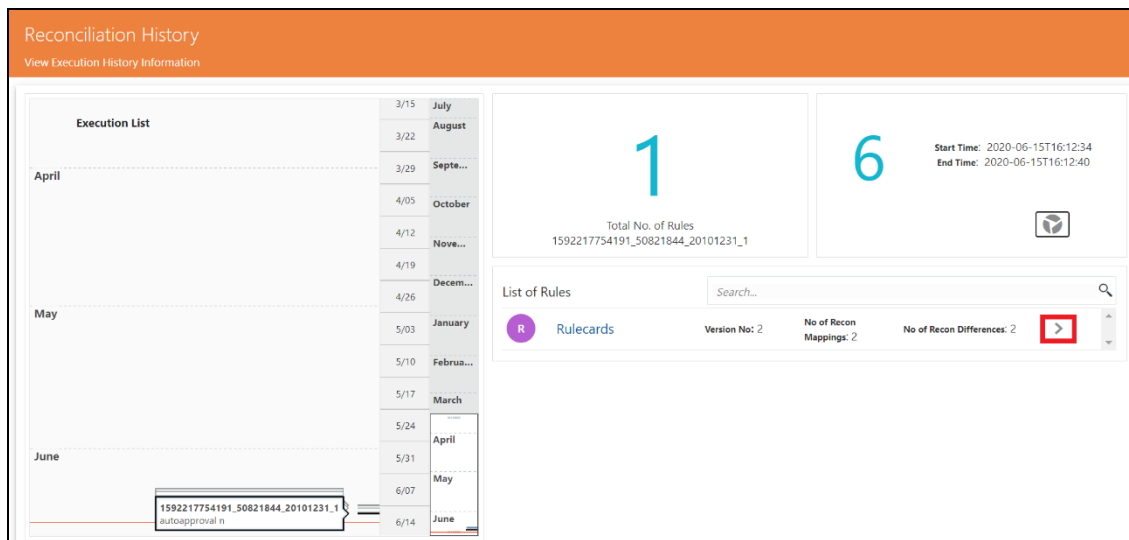 Reconciliation History
View Execution History Information
Execution List
April
May
June
3/15
3/22
3/29
4/05
4/12
4/19
4/26
5/03
5/10
5/17
5/24
5/31
6/07
6/14
July
August
Septe...
October
Nove...
Decem...
January
Februa...
March
April
May
June
1592217754191_50821844_20101231_1
autoapproval n
1
Total No. of Rules
1592217754191_50821844_20101231_1
6
Start Time: 2020-06-15T16:12:34
End Time: 2020-06-15T16:12:40
List of Rules
Search...
R
Rulecards
Version No: 2
No of Recon
Mappings: 2
No of Recon Differences: 2